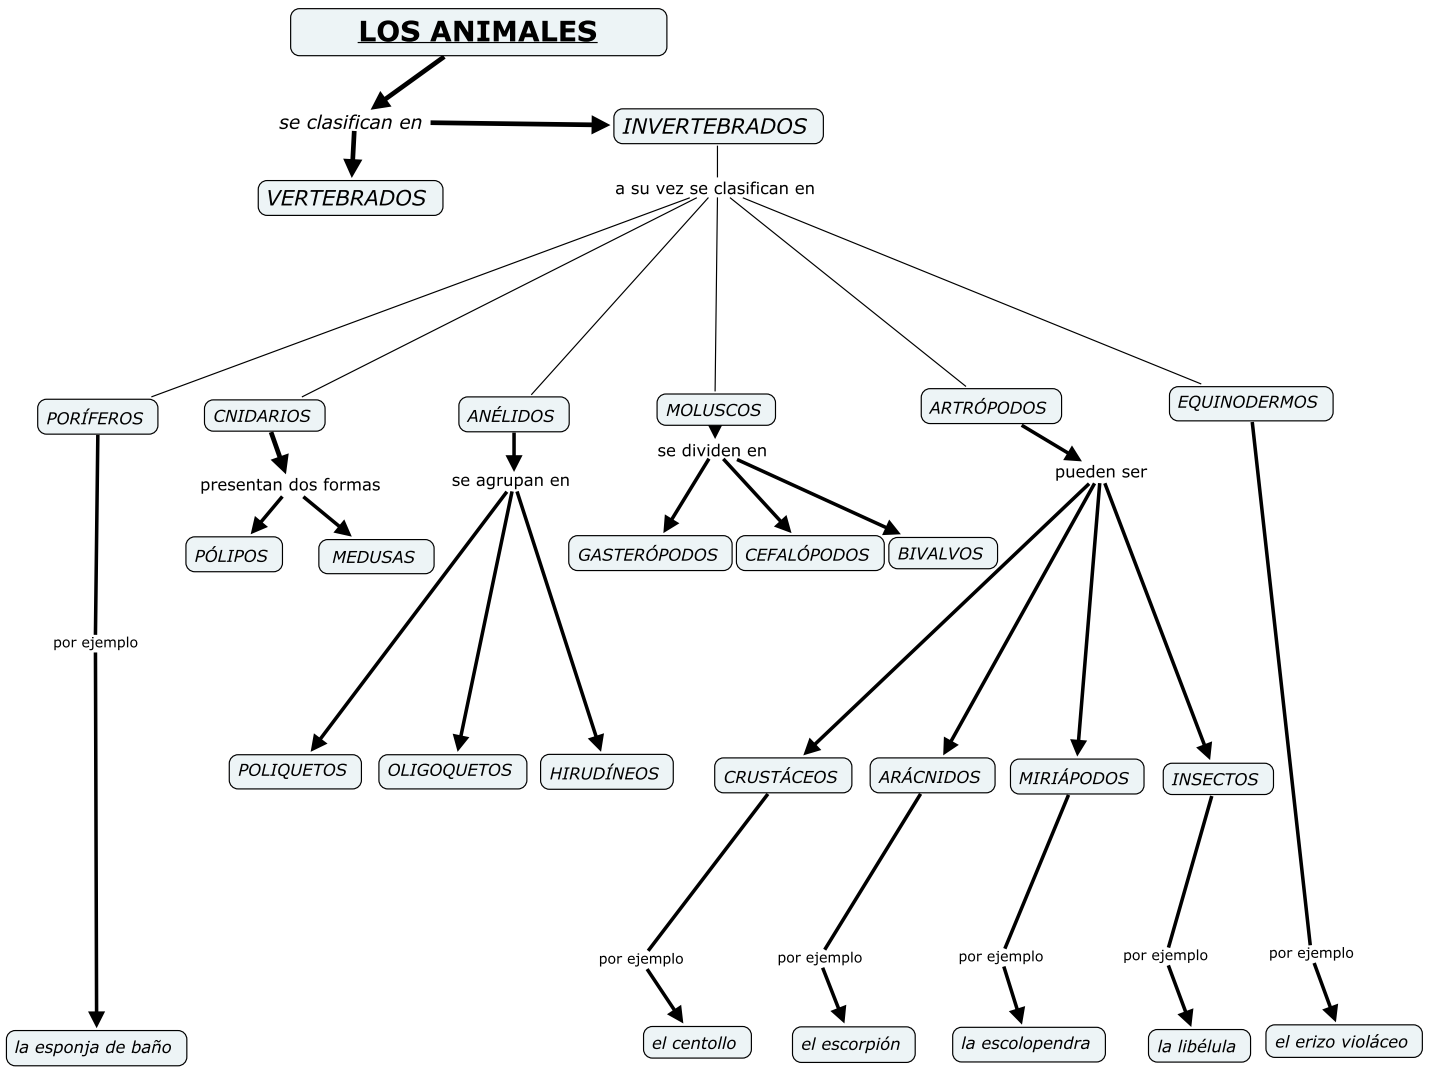 LOS ANIMALES
se clasifican en
INVERTEBRADOS
VERTEBRADOS
a su vez se clasifican en
PORÍFEROS
CNIDARIOS
ANÉLIDOS
MOLUSCOS
ARTRÓPODOS
EQUINODERMOS
presentan dos formas
se agrupan en
se dividen en
pueden ser
PÓLIPOS
MEDUSAS
GASTERÓPODOS
CEFALÓPODOS
BIVALVOS
por ejemplo
POLIQUETOS
OLIGOQUETOS
HIRUDÍNEOS
CRUSTÁCEOS
ARÁCNIDOS
MIRIÁPODOS
INSECTOS
por ejemplo
por ejemplo
por ejemplo
por ejemplo
por ejemplo
la esponja de baño
el centollo
el escorpión
la escolopendra
la libélula
el erizo violáceo